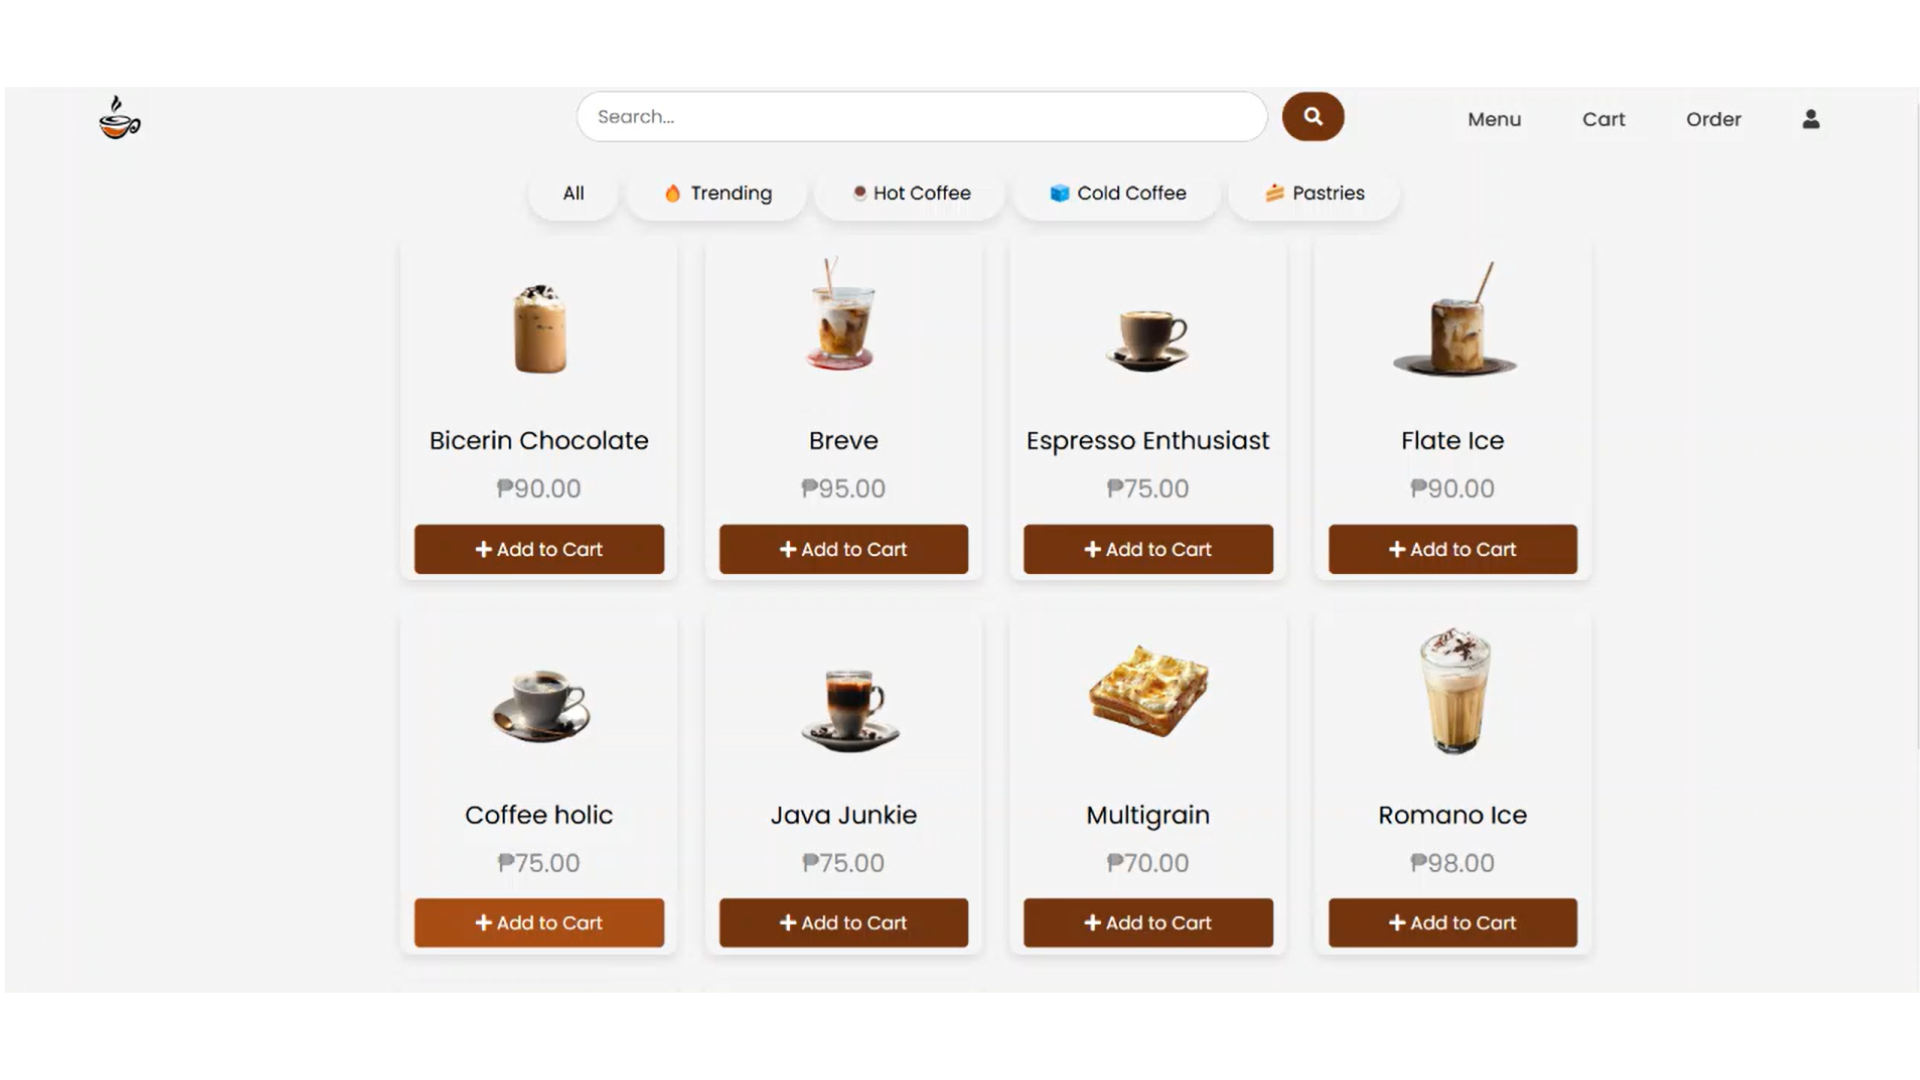 Search...
Menu Cart Order
All Trending Hot Coffee Cold Coffee Pastries
Bicerin Chocolate Breve Espresso Enthusiast Flate Ice
₱90.00 ₱95.00 ₱75.00 ₱90.00
Add to Cart Add to Cart Add to Cart Add to Cart
Coffee holic Java Junkie Multigrain Romano Ice
₱75.00 ₱75.00 ₱70.00 ₱98.00
Add to Cart Add to Cart Add to Cart Add to Cart